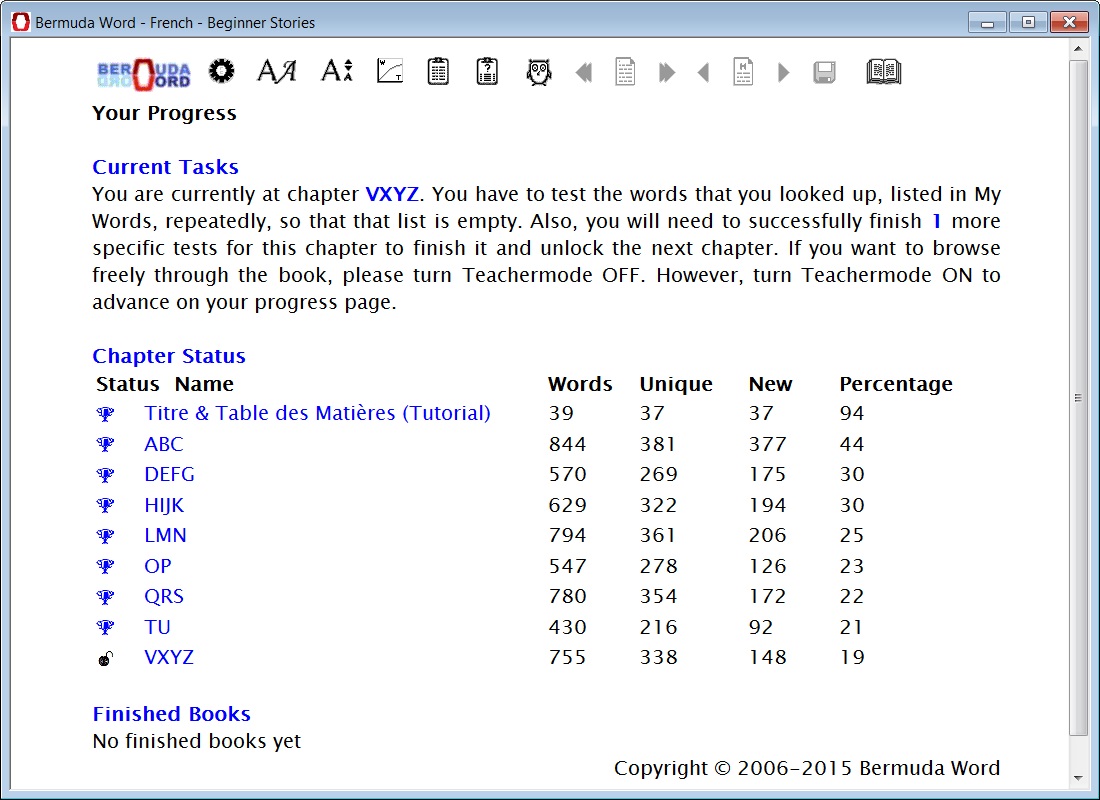 Bermuda Word - French - Beginner Stories
BERMUDA
WORD
Your Progress
Current Tasks
You are currently at chapter VXYZ. You have to test the words that you looked up, listed in My
Words, repeatedly, so that that list is empty. Also, you will need to successfully finish 1 more
specific tests for this chapter to finish it and unlock the next chapter. If you want to browse
freely through the book, please turn Teachermode OFF. However, turn Teachermode ON to
advance on your progress page.
Chapter Status
Status Name Words Unique New Percentage
Titre & Table des Matières (Tutorial) 39 37 37 94
ABC 844 381 377 44
DEFG 570 269 175 30
HIJK 629 322 194 30
LMN 794 361 206 25
OP 547 278 126 23
QRS 780 354 172 22
TU 430 216 92 21
VXYZ 755 338 148 19
Finished Books
No finished books yet
Copyright © 2006-2015 Bermuda Word